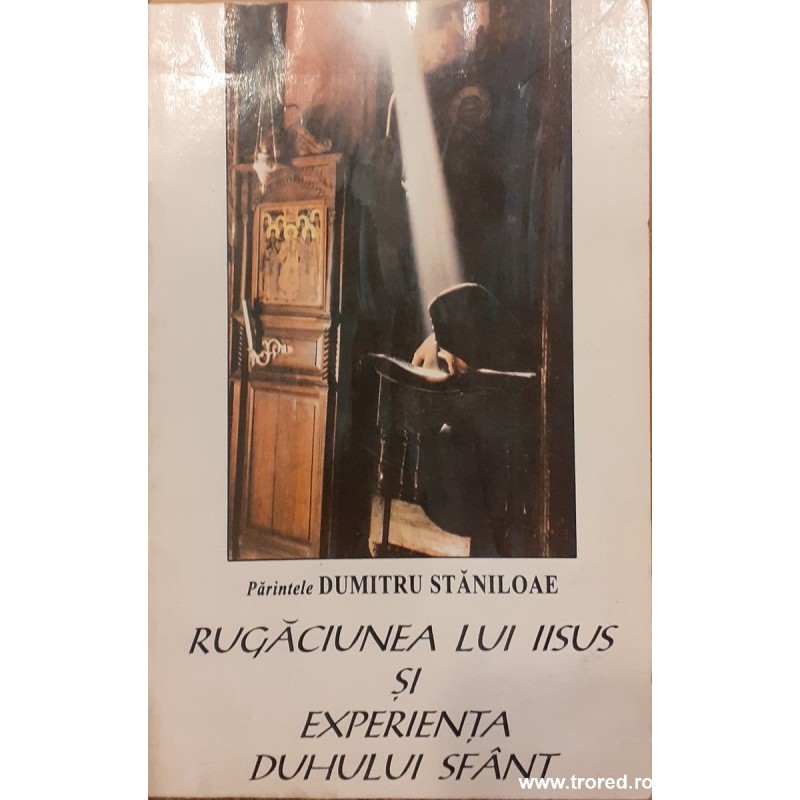 Părintele DUMITRU STĂNILOAE
RUGĂCIUNEA LUI IISUS
ȘI
EXPERIENȚA
DUHULUI SFÂNT
www.trored.ro